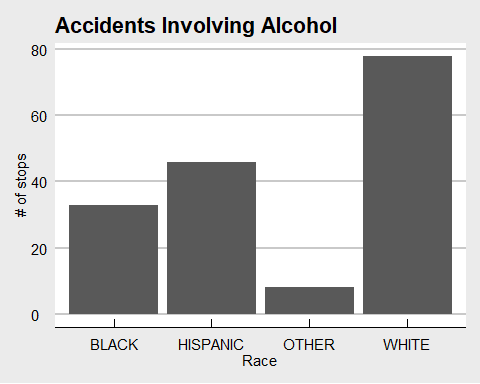 Accidents Involving Alcohol
# of stops
80
60
40
20
0
BLACK HISPANIC OTHER WHITE
Race